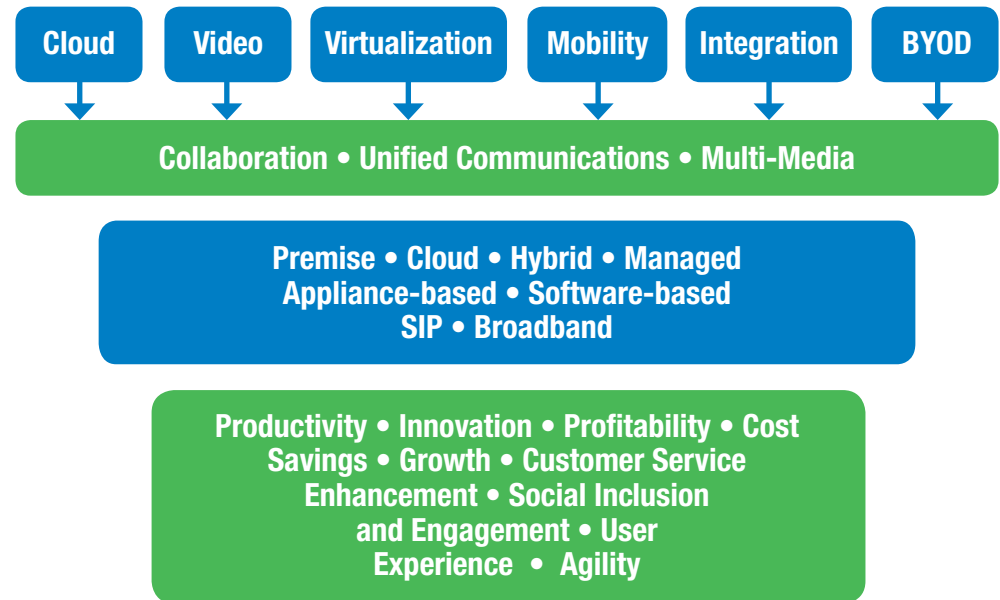 Cloud
Video
Virtualization
Mobility
Integration
BYOD
Collaboration • Unified Communications • Multi-Media
Premise • Cloud • Hybrid • Managed
Appliance-based • Software-based
SIP • Broadband
Productivity • Innovation • Profitability • Cost
Savings • Growth • Customer Service
Enhancement • Social Inclusion
and Engagement • User
Experience • Agility